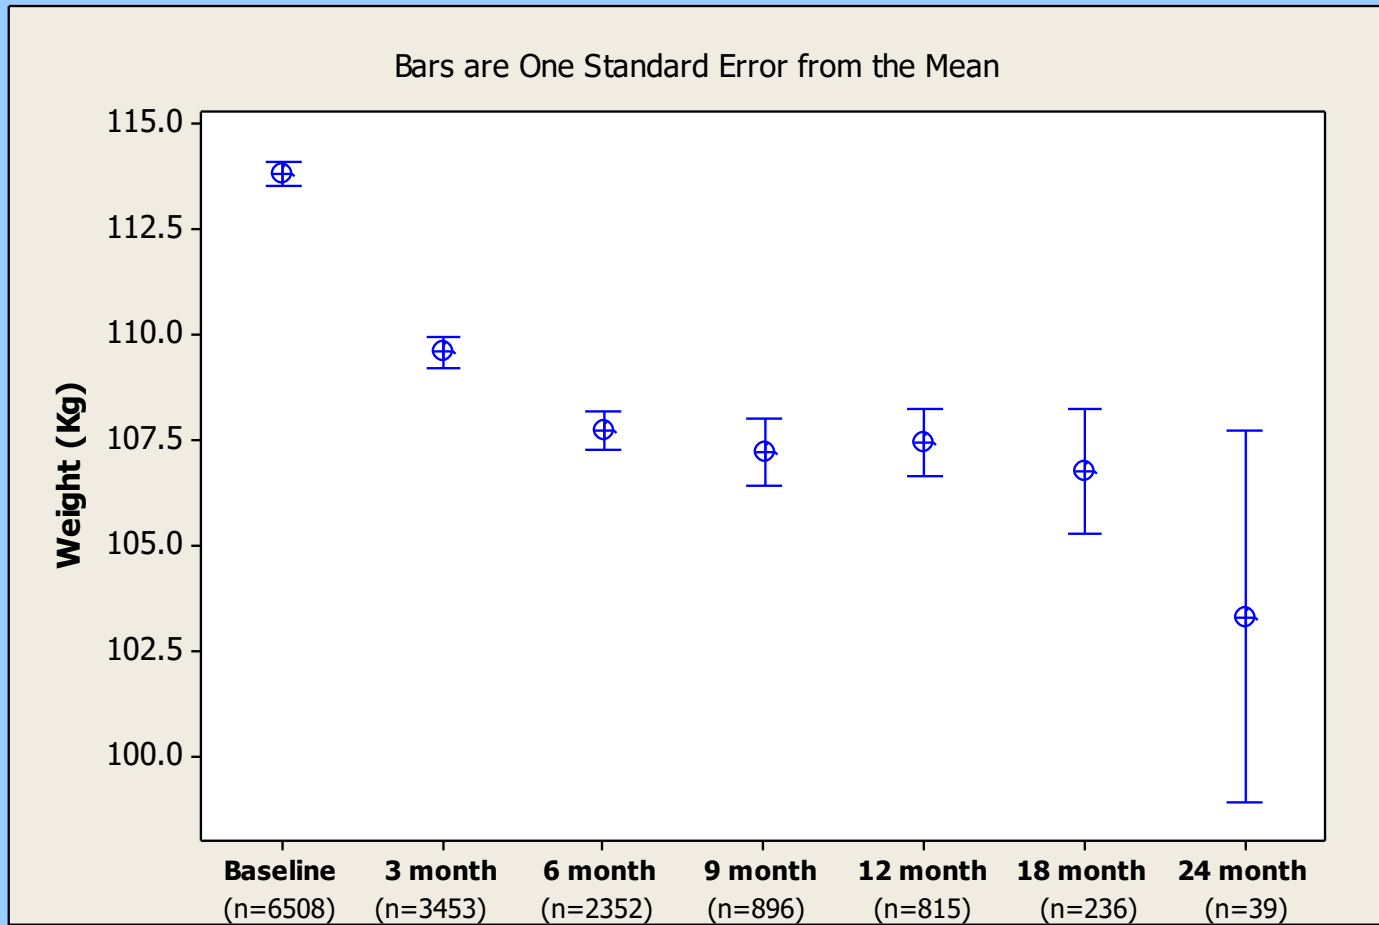 Bars are One Standard Error from the Mean
115.0
112.5
110.0
107.5
105.0
102.5
100.0
Weight (Kg)
Baseline 3 month 6 month 9 month 12 month 18 month 24 month
(n=6508) (n=3453) (n=2352) (n=896) (n=815) (n=236) (n=39)